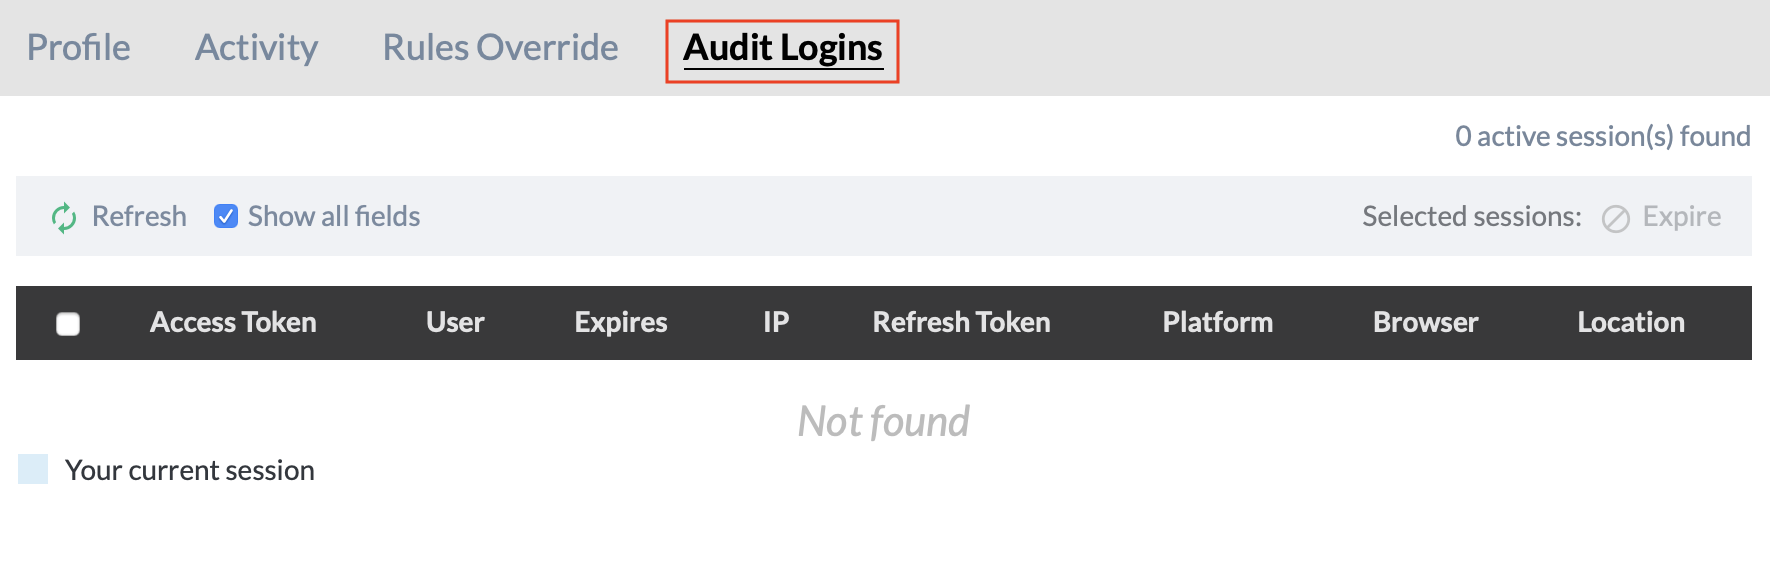 Profile Activity Rules Override Audit Logins
0 active session(s) found
Refresh Show all fields Selected sessions: Expire
Access Token User Expires IP Refresh Token Platform Browser Location
Not found
Your current session